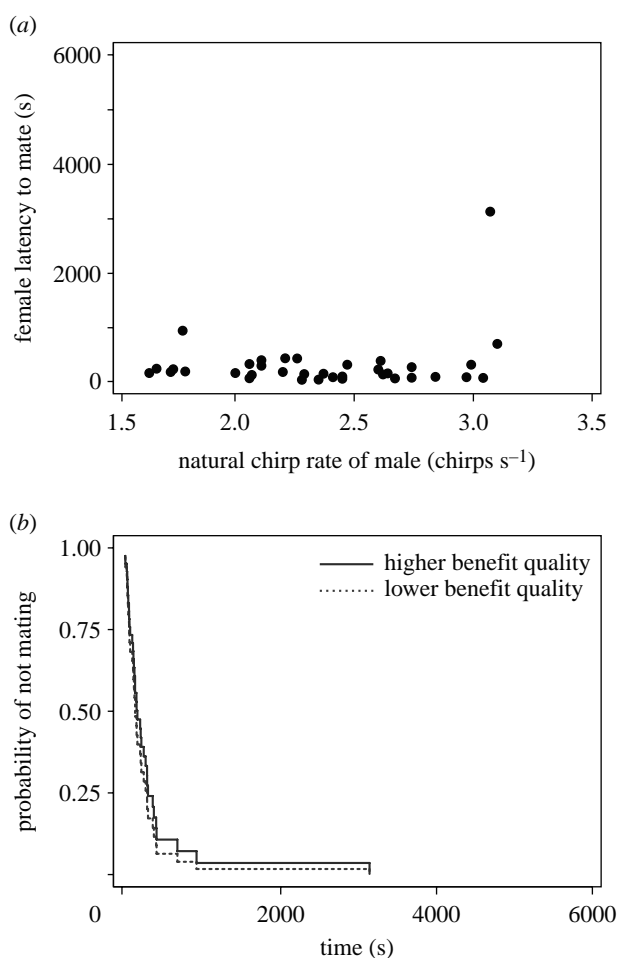 (a)
6000
4000
2000
0
female latency to mate (s)
1.5 2.0 2.5 3.0 3.5
natural chirp rate of male (chirps s⁻¹)
(b)
1.00
0.75
0.50
0.25
probability of not mating
higher benefit quality
lower benefit quality
0 2000 4000 6000
time (s)